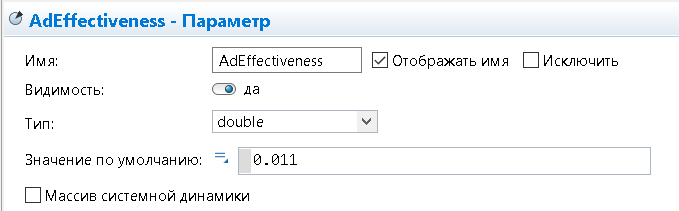 AdEffectiveness - Параметр
Имя: AdEffectiveness Отображать имя Исключить
Видимость: да
Тип: double
Значение по умолчанию: 0.011
Массив системной динамики